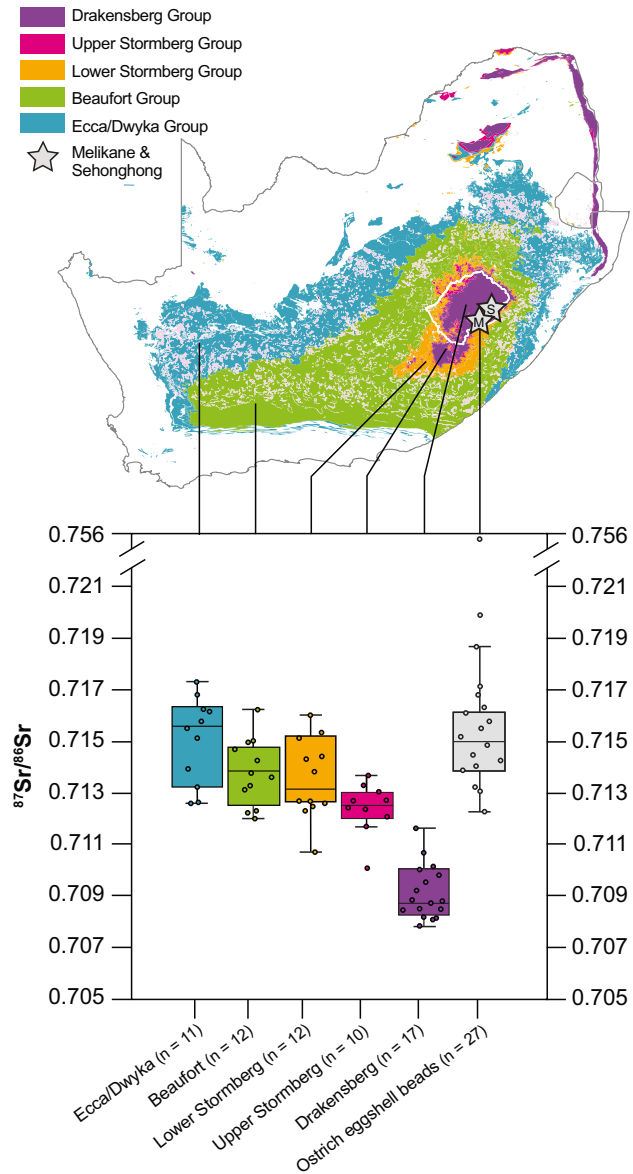 Drakensberg Group
Upper Stormberg Group
Lower Stormberg Group
Beaufort Group
Ecca/Dwyka Group
Melikane &
Sehonghong
S
M
0.756 0.756
0.721 0.721
0.719 0.719
0.717 0.717
0.715 0.715
0.713 0.713
0.711 0.711
0.709 0.709
0.707 0.707
0.705 0.705
⁸⁷Sr/⁸⁶Sr
Ecca/Dwyka (n = 11)
Beaufort (n = 12)
Lower Stormberg (n = 12)
Upper Stormberg (n = 10)
Drakensberg (n = 17)
Ostrich eggshell beads (n = 27)